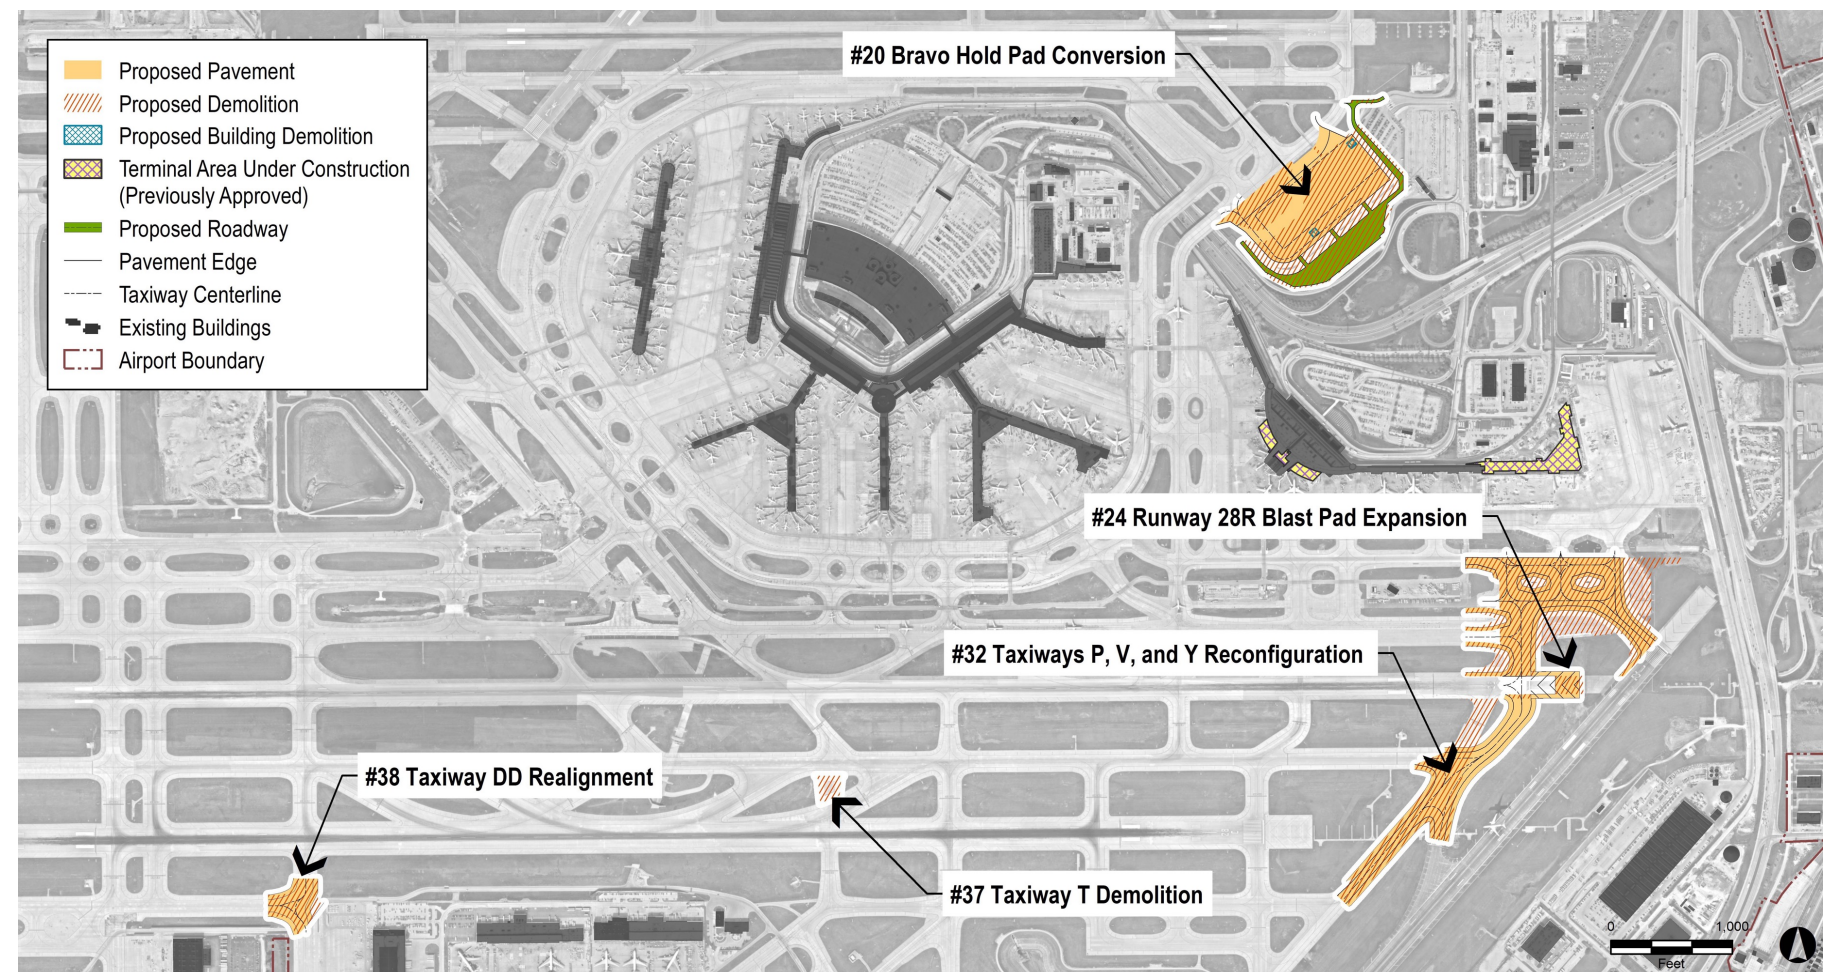 Proposed Pavement
Proposed Demolition
Proposed Building Demolition
Terminal Area Under Construction
(Previously Approved)
Proposed Roadway
Pavement Edge
Taxiway Centerline
Existing Buildings
Airport Boundary
#20 Bravo Hold Pad Conversion
#24 Runway 28R Blast Pad Expansion
#32 Taxiways P, V, and Y Reconfiguration
#38 Taxiway DD Realignment
#37 Taxiway T Demolition
0 1,000
Feet